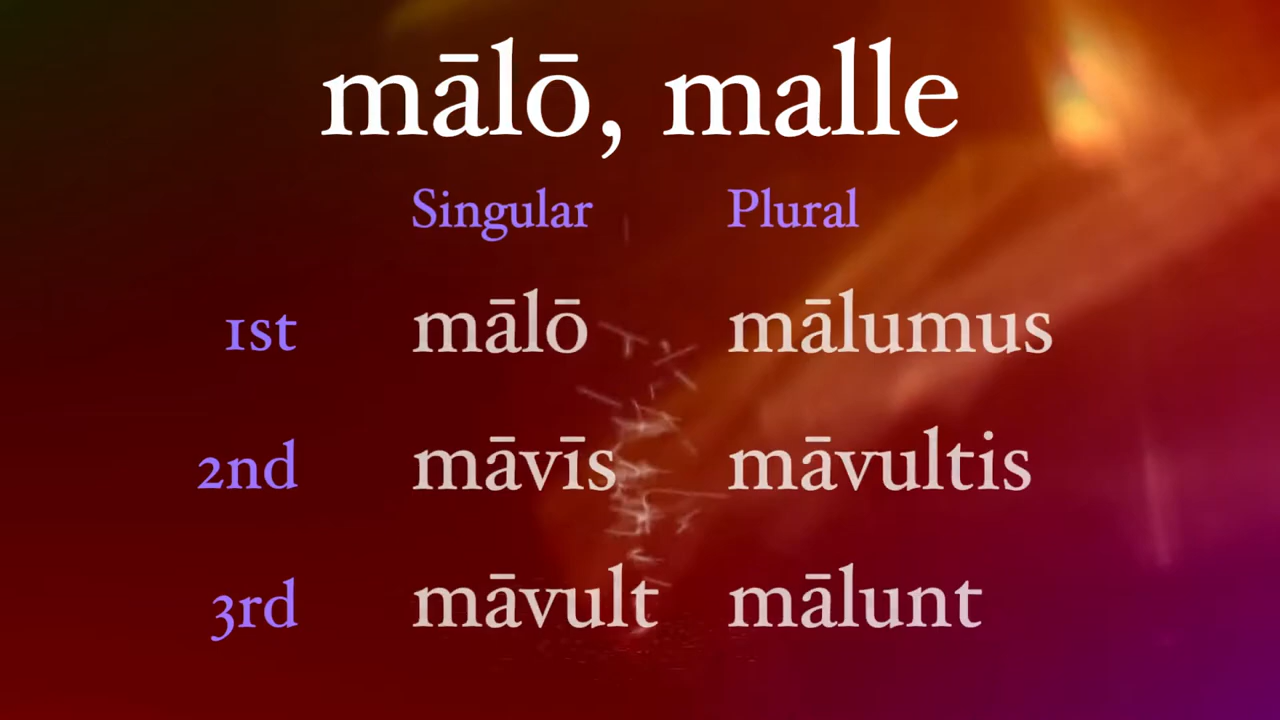 mālō, malle
Singular Plural
1st mālō mālumus
2nd māvīs māvultis
3rd māvult mālunt